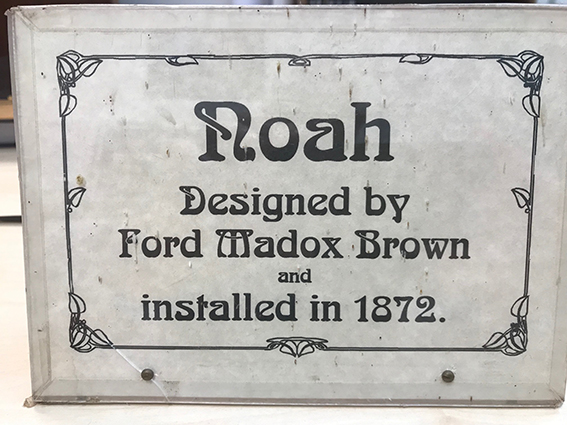 Noah
Designed by
Ford Madox Brown
and
installed in 1872.